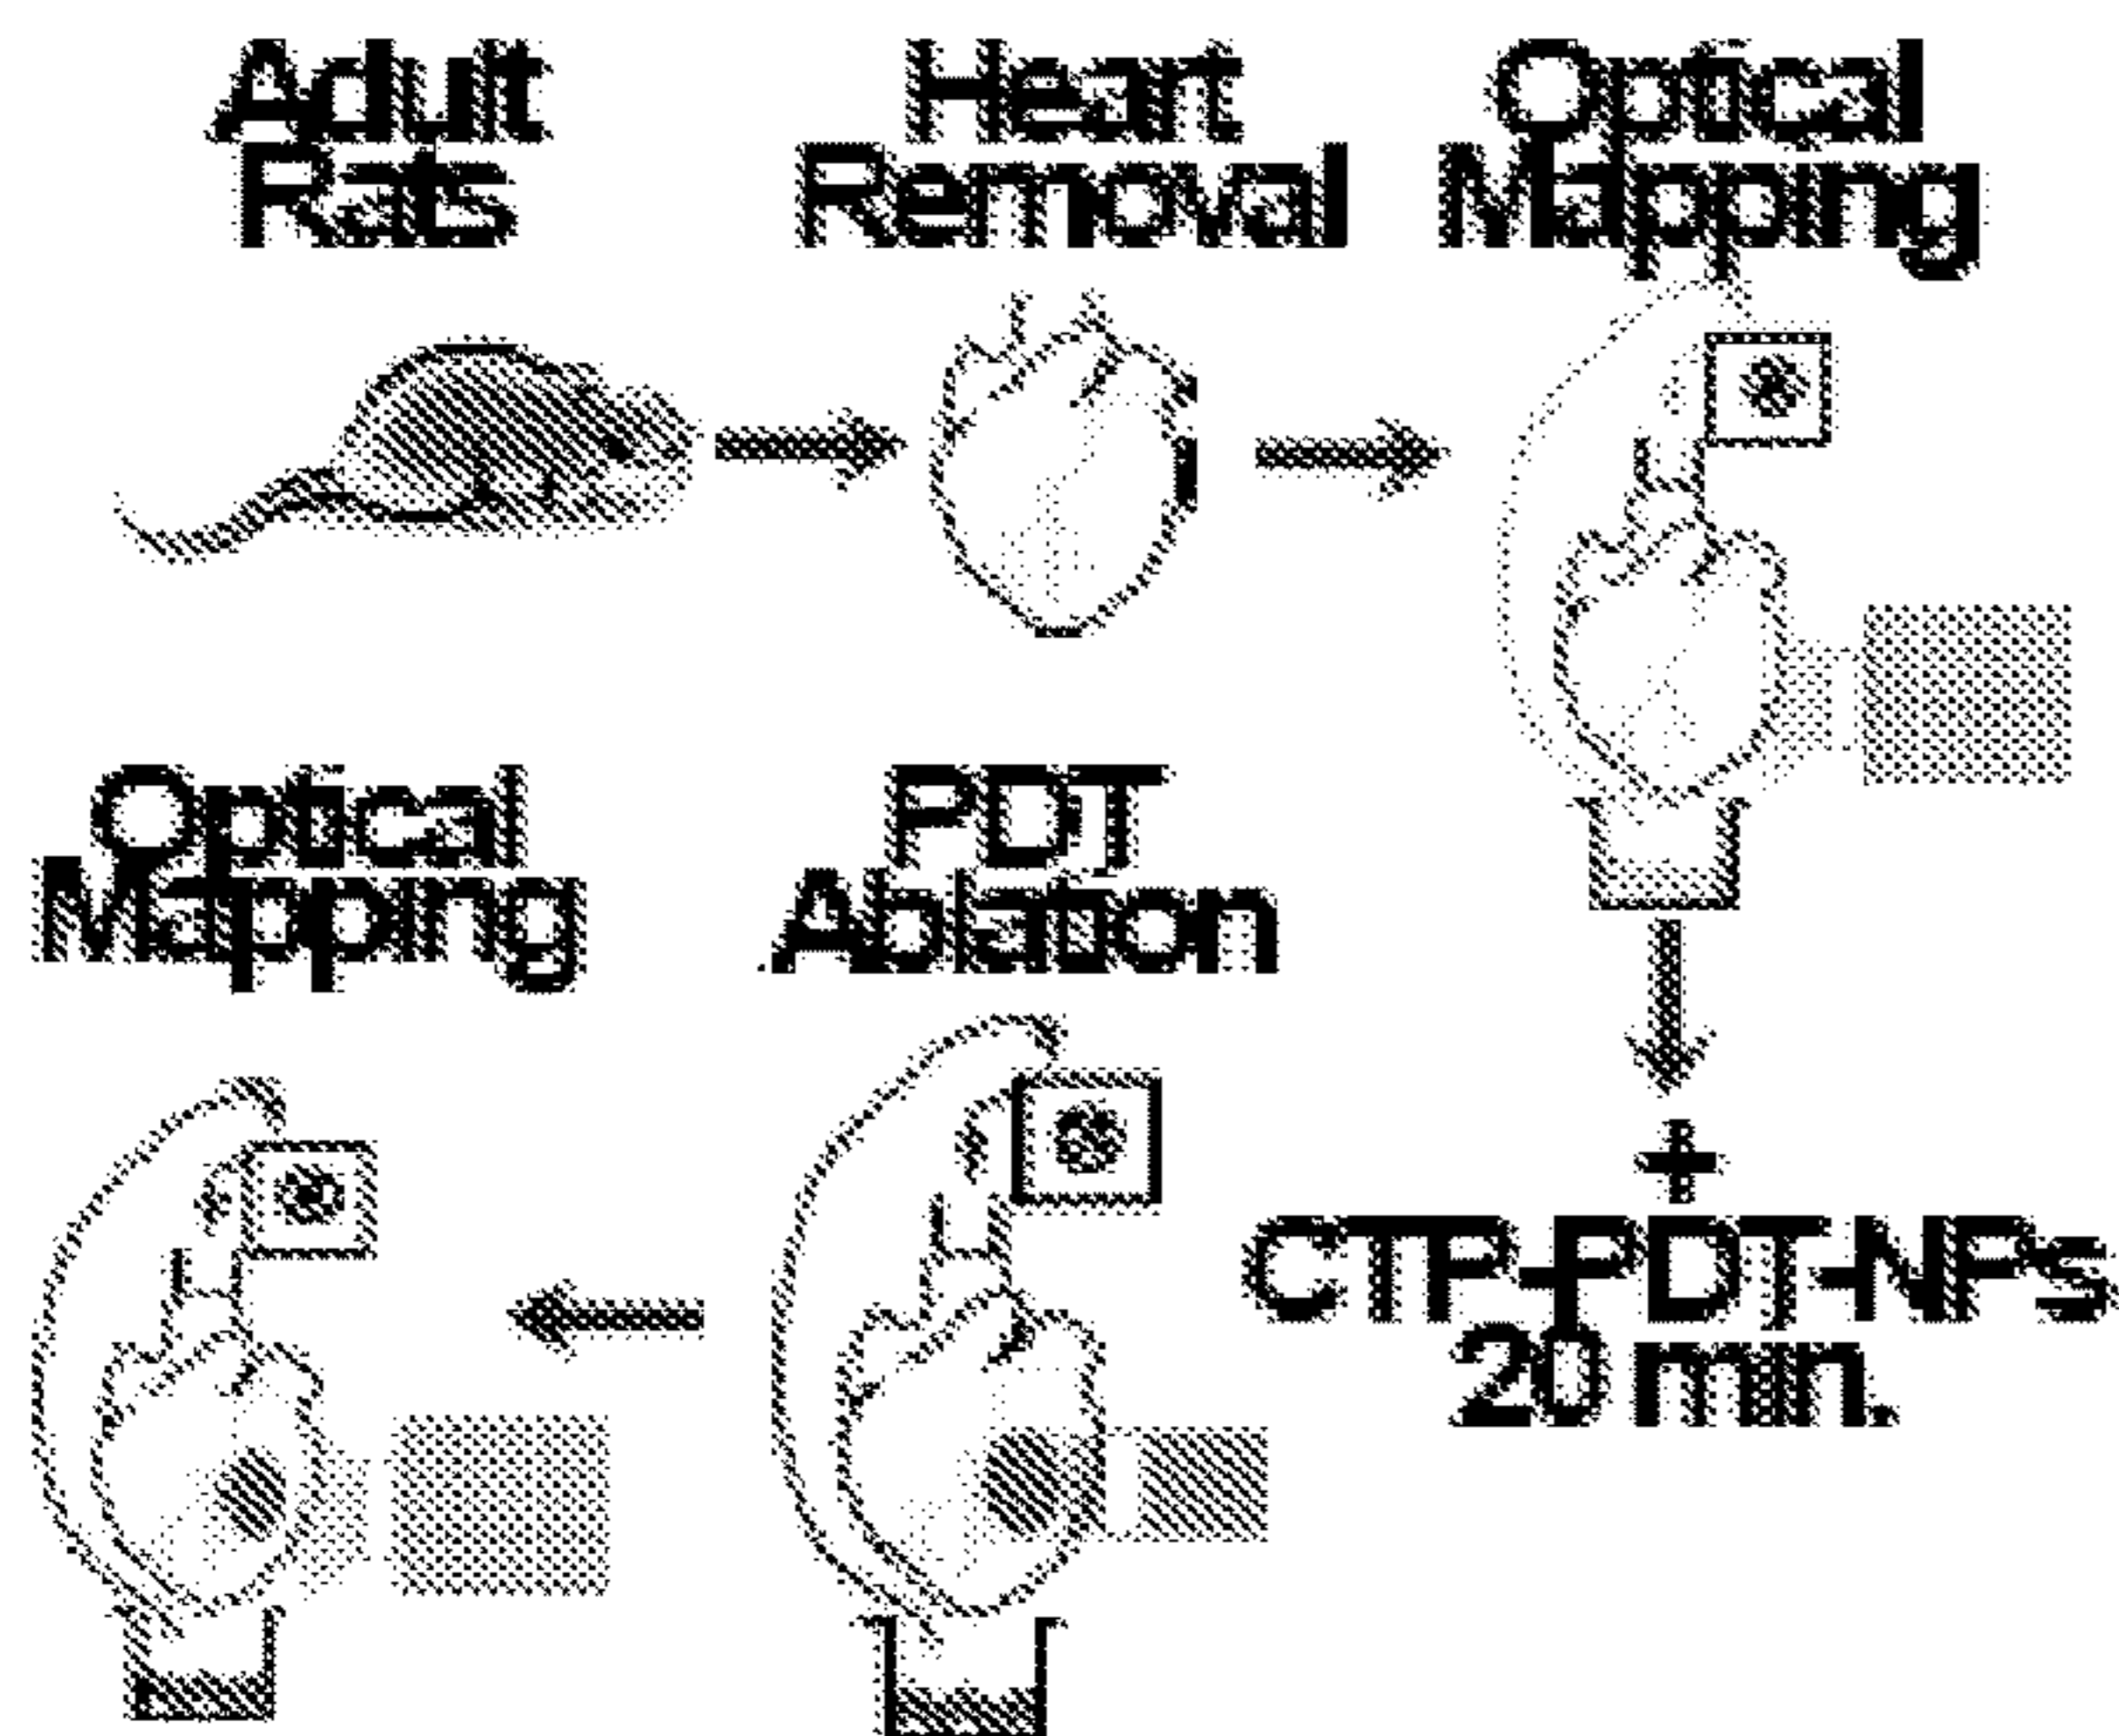 Adult
Rats
Heart
Removal
Optical
Mapping
+
CTP-PDT-NPs
20 min.
PDT
Ablation
Optical
Mapping